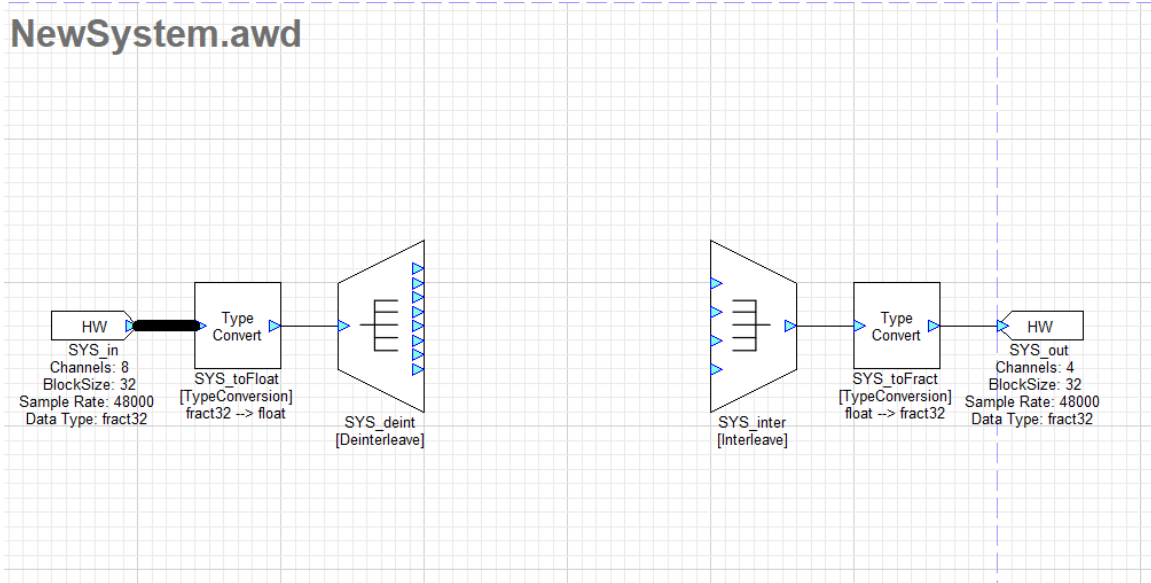 NewSystem.awd
HW
SYS_in
Channels: 8
BlockSize: 32
Sample Rate: 48000
Data Type: fract32
Type
Convert
SYS_toFloat
[TypeConversion]
fract32 --> float
SYS_deint
[Deinterleave]
SYS_inter
[Interleave]
Type
Convert
SYS_toFract
[TypeConversion]
float --> fract32
HW
SYS_out
Channels: 4
BlockSize: 32
Sample Rate: 48000
Data Type: fract32